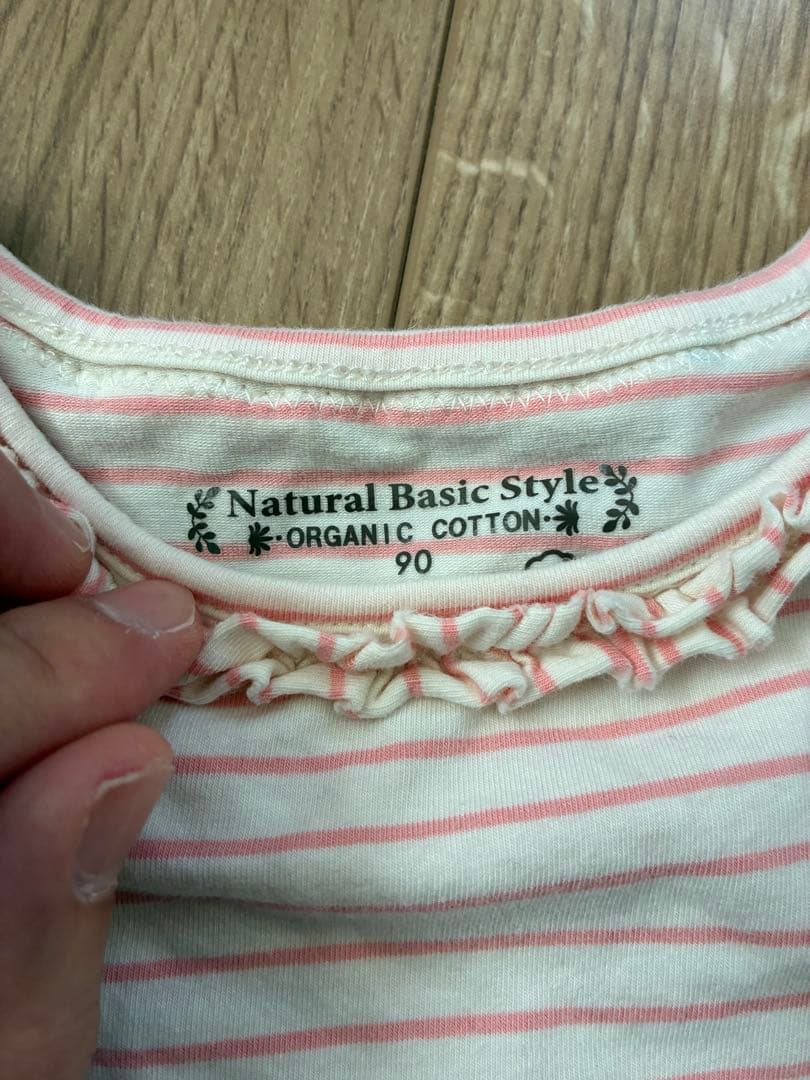 Natural Basic Style
·ORGANIC COTTON·
90